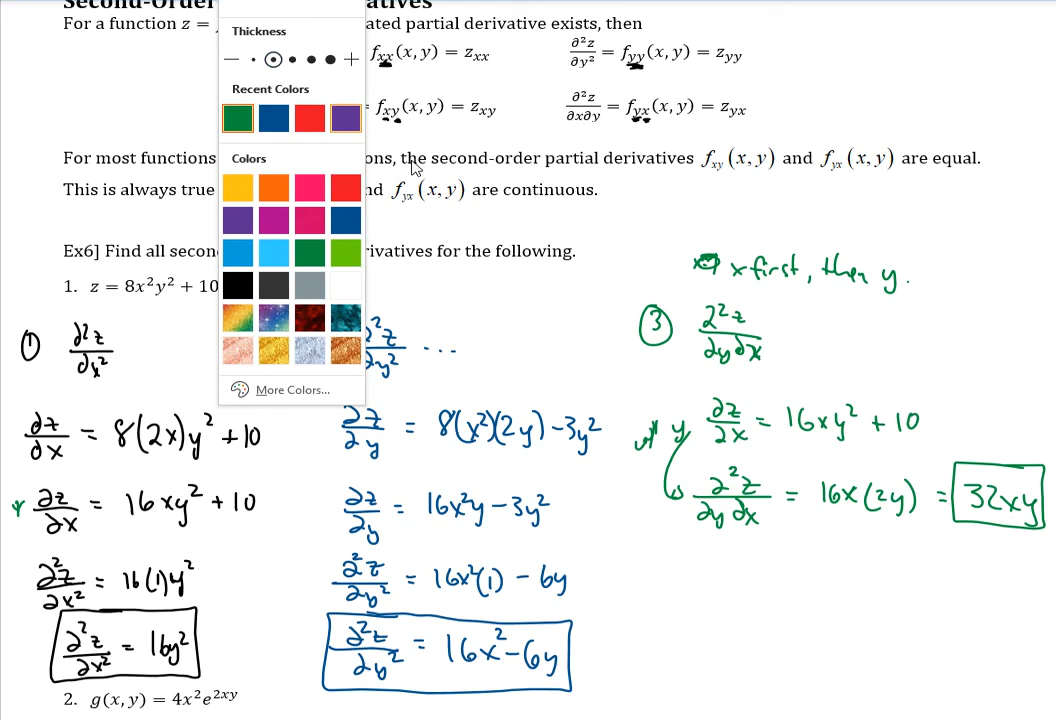 Second-Order atives
For a function z = ated partial derivative exists, then
Thickness
f_xx(x, y) = z_xx ∂²z/∂y² = f_yy(x, y) = z_yy
Recent Colors
= f_xy(x, y) = z_xy ∂²z/∂x∂y = f_yx(x, y) = z_yx
For most functions ons, the second-order partial derivatives f_xy(x, y) and f_yx(x, y) are equal.
Colors
This is always true nd f_yx(x, y) are continuous.
Ex6] Find all secon rivatives for the following.
1. z = 8x²y² + 10
x first, then y.
① ∂²z/∂x² ∂²z/∂y² ... ③ ∂²z/∂y∂x
More Colors...
∂z/∂x = 8(2x)y² + 10 ∂z/∂y = 8(x²)(2y) - 3y² y ∂z/∂x = 16xy² + 10
∂z/∂x = 16xy² + 10 ∂z/∂y = 16x²y - 3y² ∂²z/∂y∂x = 16x(2y) = 32xy
∂²z/∂x² = 16(1)y² ∂²z/∂y² = 16x²(1) - 6y
∂²z/∂x² = 16y² ∂²z/∂y² = 16x² - 6y
2. g(x, y) = 4x²e^2xy